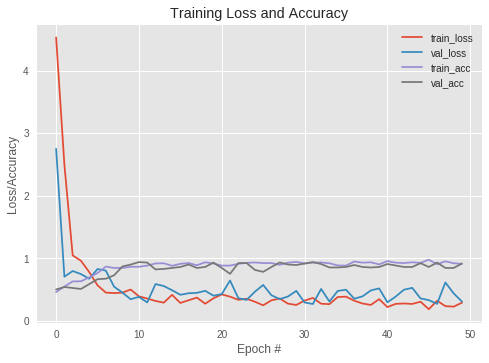 Training Loss and Accuracy
train_loss
val_loss
train_acc
val_acc
4
3
2
1
0
Loss/Accuracy
0
10
20
30
40
50
Epoch #